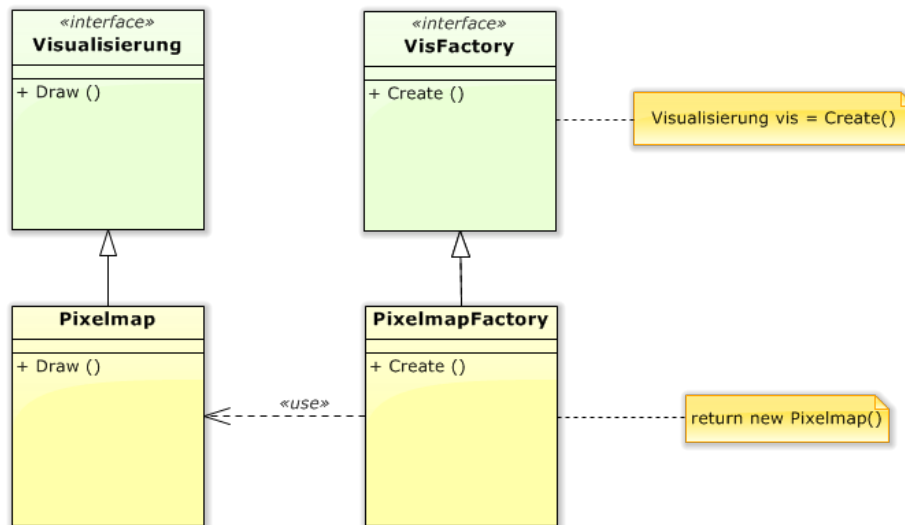 «interface»
Visualisierung
+ Draw ()
«interface»
VisFactory
+ Create ()
Visualisierung vis = Create()
Pixelmap
+ Draw ()
«use»
PixelmapFactory
+ Create ()
return new Pixelmap()